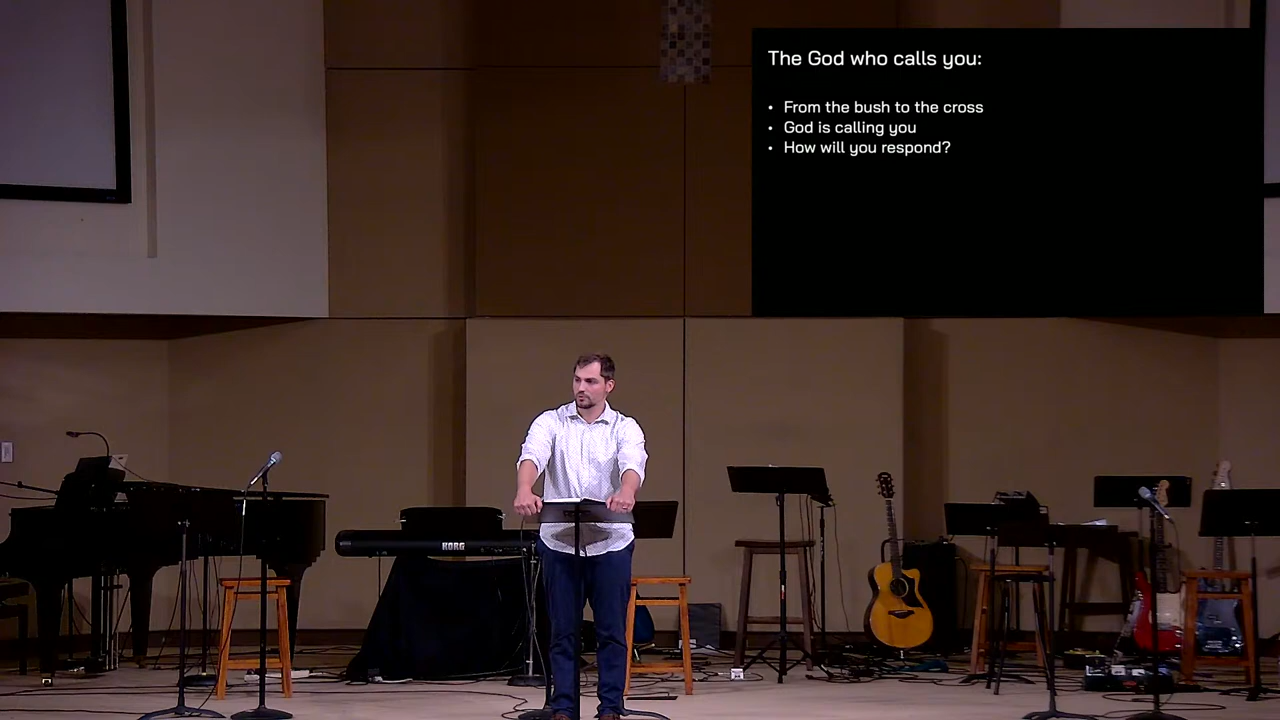 The God who calls you:
• From the bush to the cross
• God is calling you
• How will you respond?
KORG